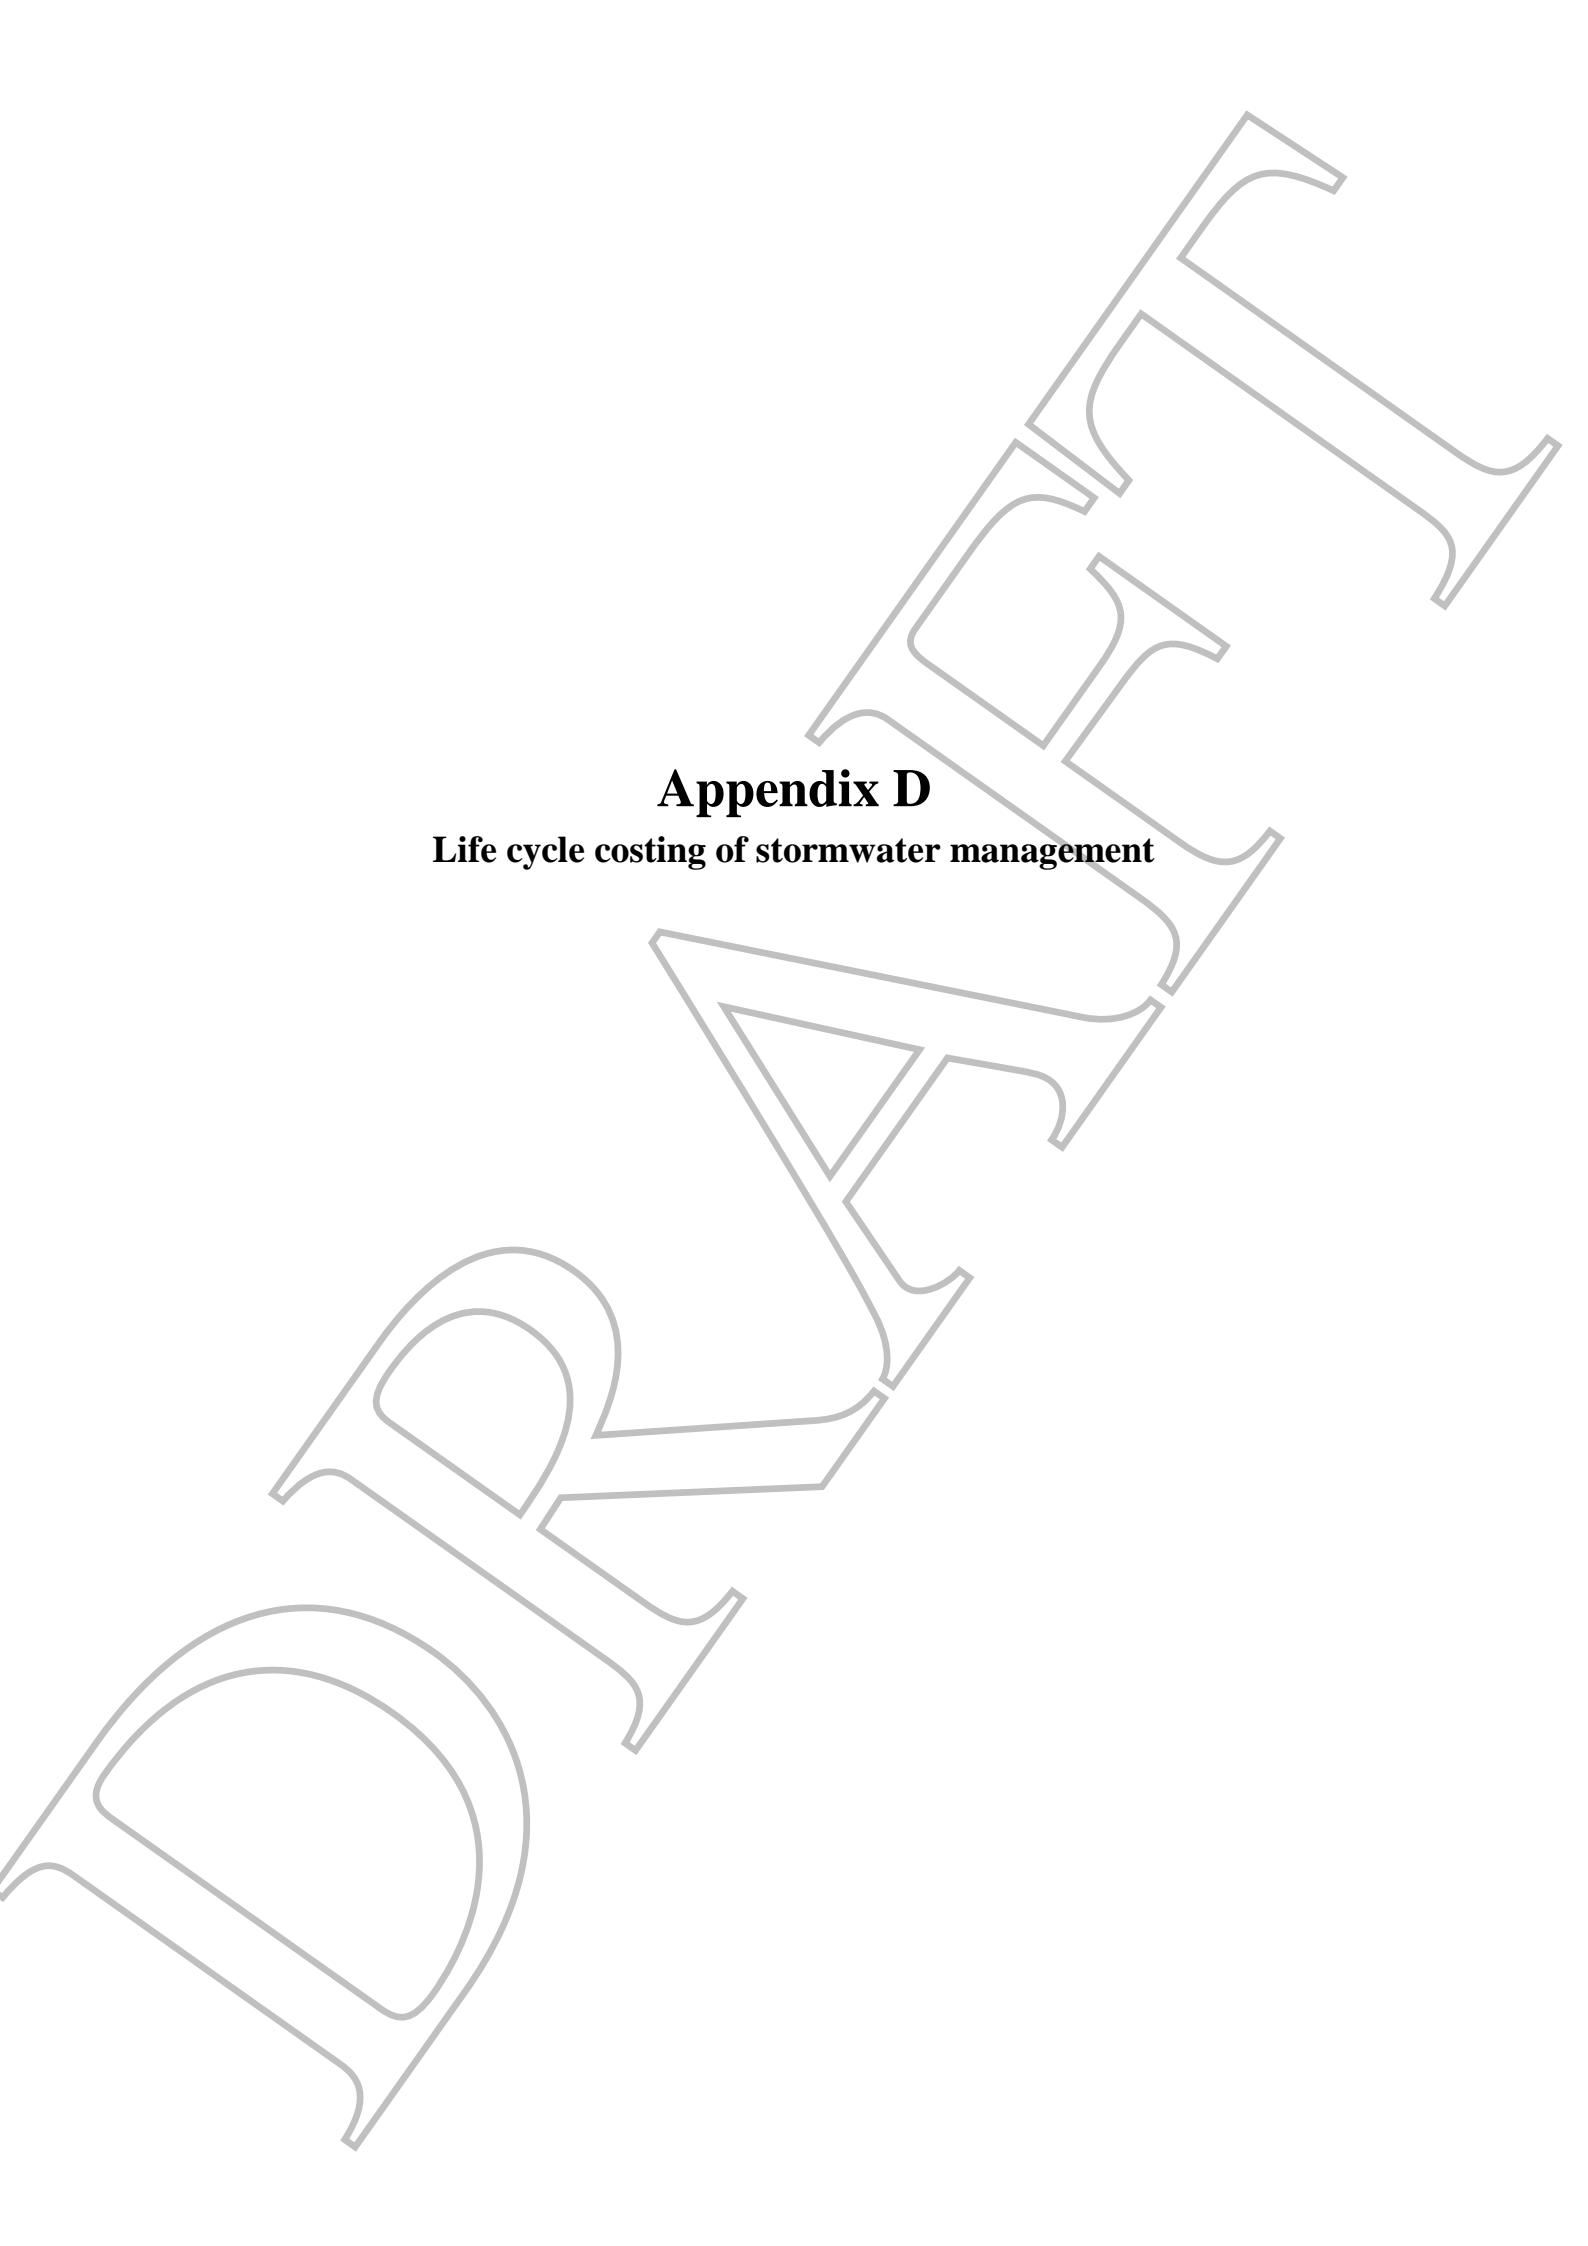 Appendix D
Life cycle costing of stormwater management
DRAFT